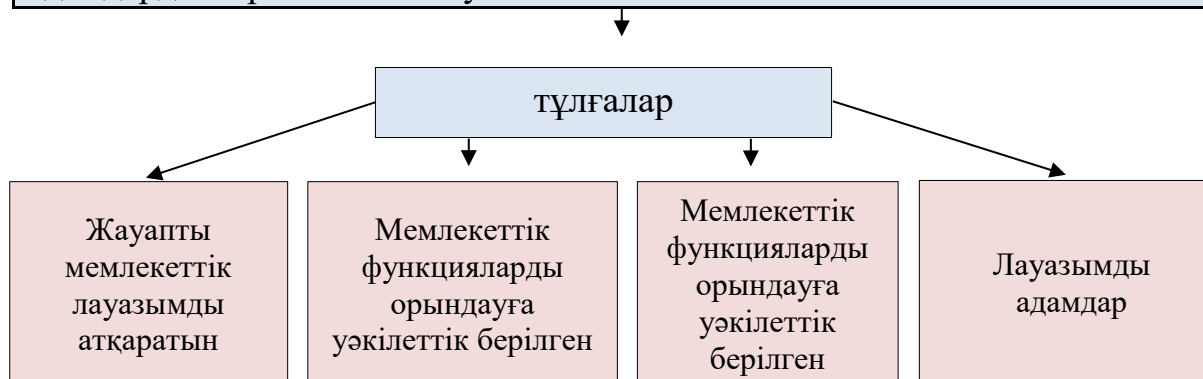 тұлғалар
Жауапты
мемлекеттік
лауазымды
атқаратын
Мемлекеттік
функцияларды
орындауға
уәкілеттік берілген
Мемлекеттік
функцияларды
орындауға
уәкілеттік
берілген
Лауазымды
адамдар